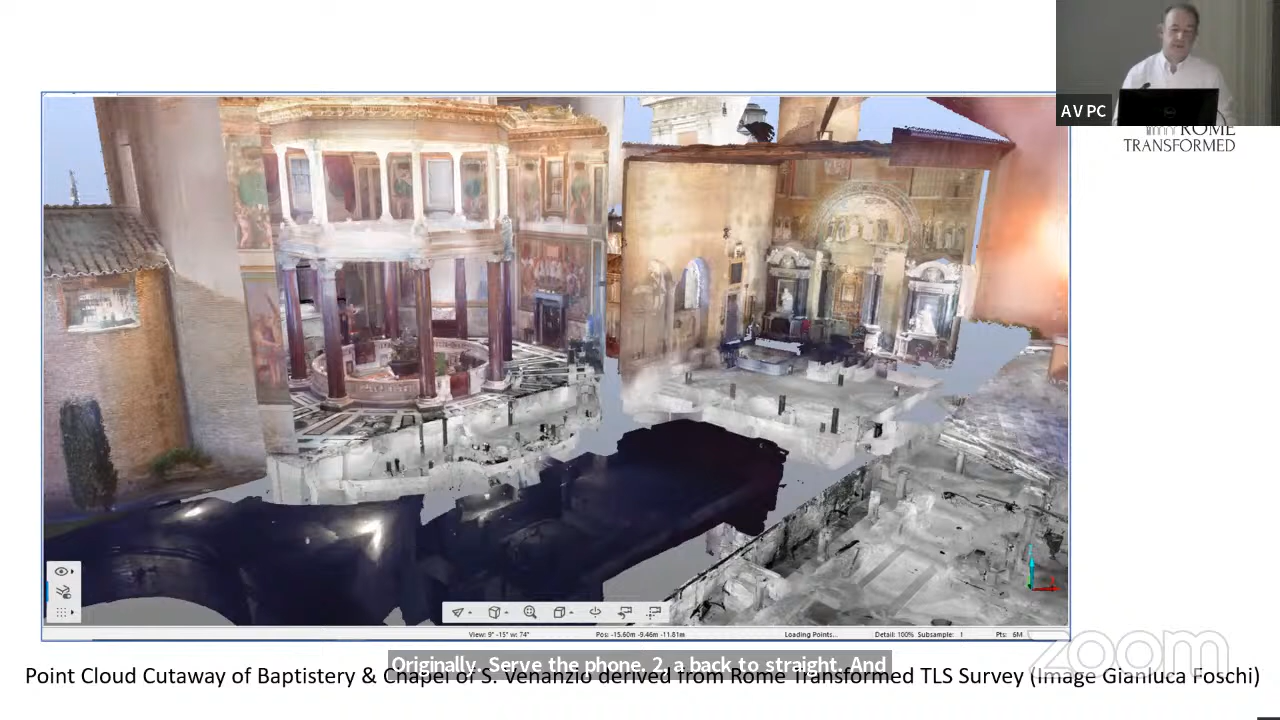 AV PC
ROME
TRANSFORMED
View: 9° -15° w: 74°
Pos: -15.60m -9.46m -11.81m
Loading Points...
Detail: 100%
Subsample: 1
Pts: 6M
zoom
Originally. Serve the phone, 2, a back to straight. And
Point Cloud Cutaway of Baptistery & Chapel of S. Venanzio derived from Rome Transformed TLS Survey (Image Gianluca Foschi)